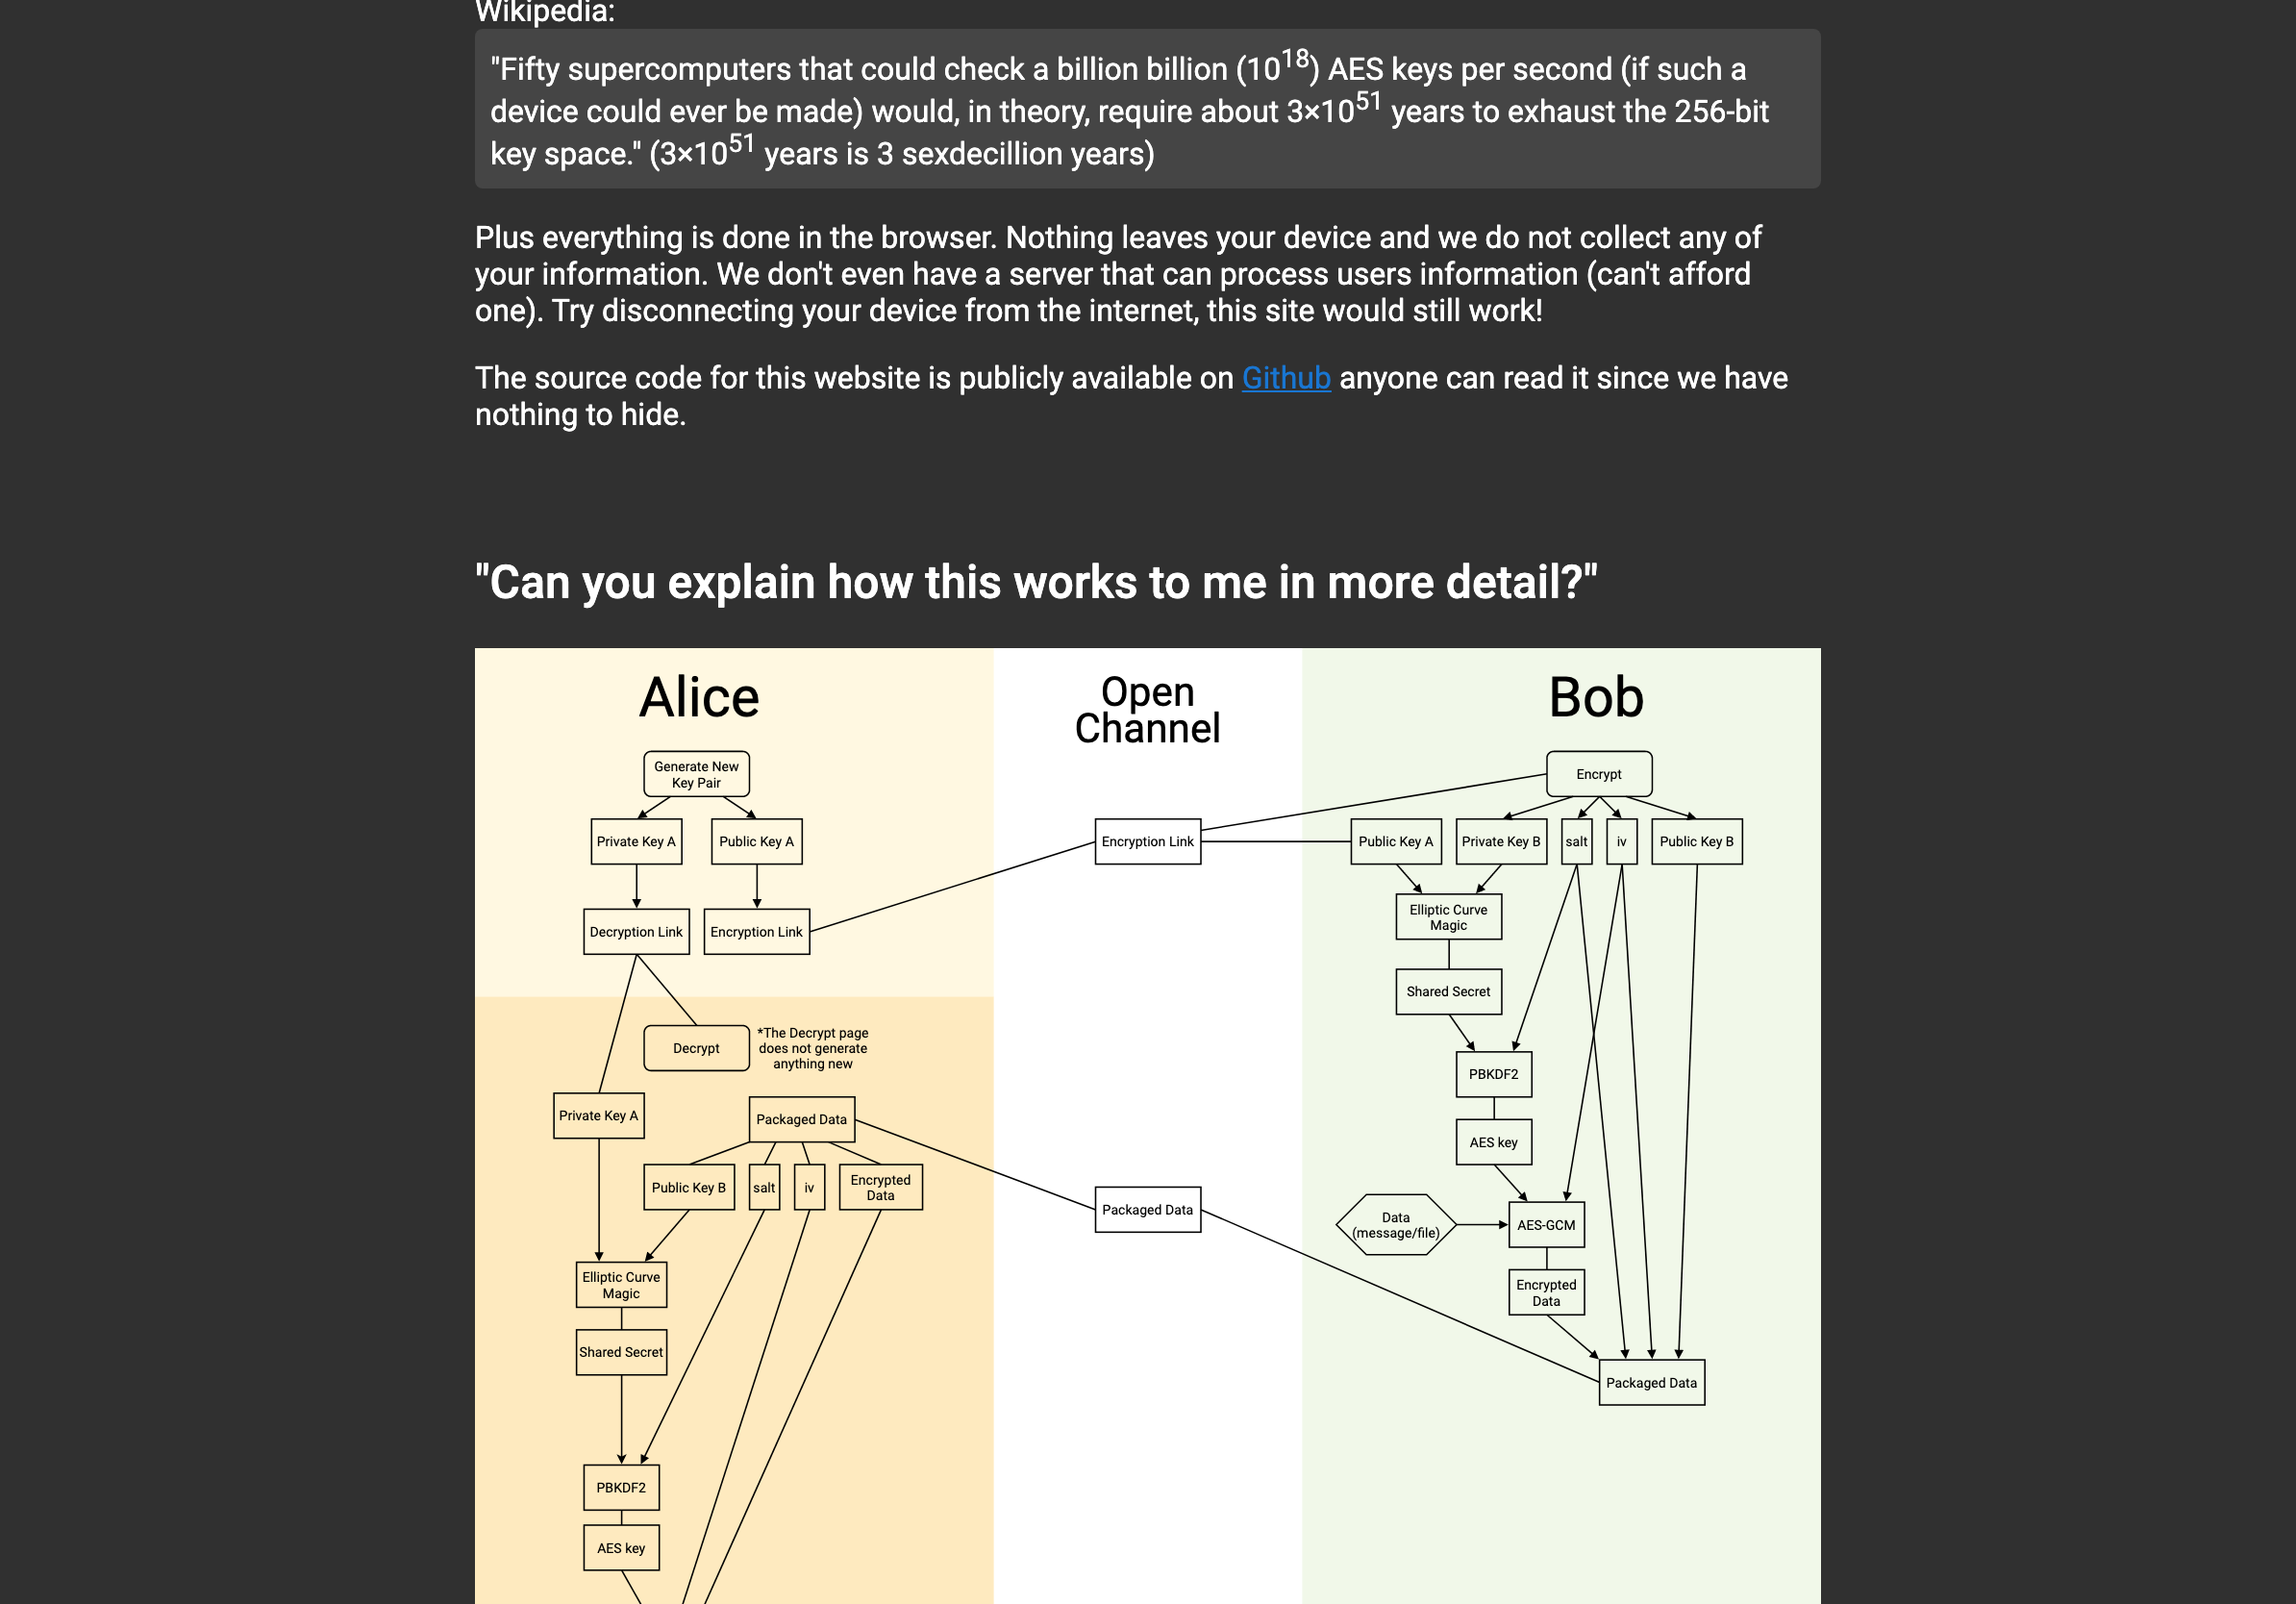 Wikipedia:
"Fifty supercomputers that could check a billion billion (10^18) AES keys per second (if such a
device could ever be made) would, in theory, require about 3×10^51 years to exhaust the 256-bit
key space." (3×10^51 years is 3 sexdecillion years)
Plus everything is done in the browser. Nothing leaves your device and we do not collect any of
your information. We don't even have a server that can process users information (can't afford
one). Try disconnecting your device from the internet, this site would still work!
The source code for this website is publicly available on Github anyone can read it since we have
nothing to hide.
"Can you explain how this works to me in more detail?"
Alice
Generate New
Key Pair
Private Key A
Public Key A
Decryption Link
Encryption Link
Decrypt
*The Decrypt page
does not generate
anything new
Private Key A
Packaged Data
Public Key B
salt
iv
Encrypted
Data
Elliptic Curve
Magic
Shared Secret
PBKDF2
AES key
Open
Channel
Encryption Link
Packaged Data
Bob
Encrypt
Public Key A
Private Key B
salt
iv
Public Key B
Elliptic Curve
Magic
Shared Secret
PBKDF2
AES key
Data
(message/file)
AES-GCM
Encrypted
Data
Packaged Data